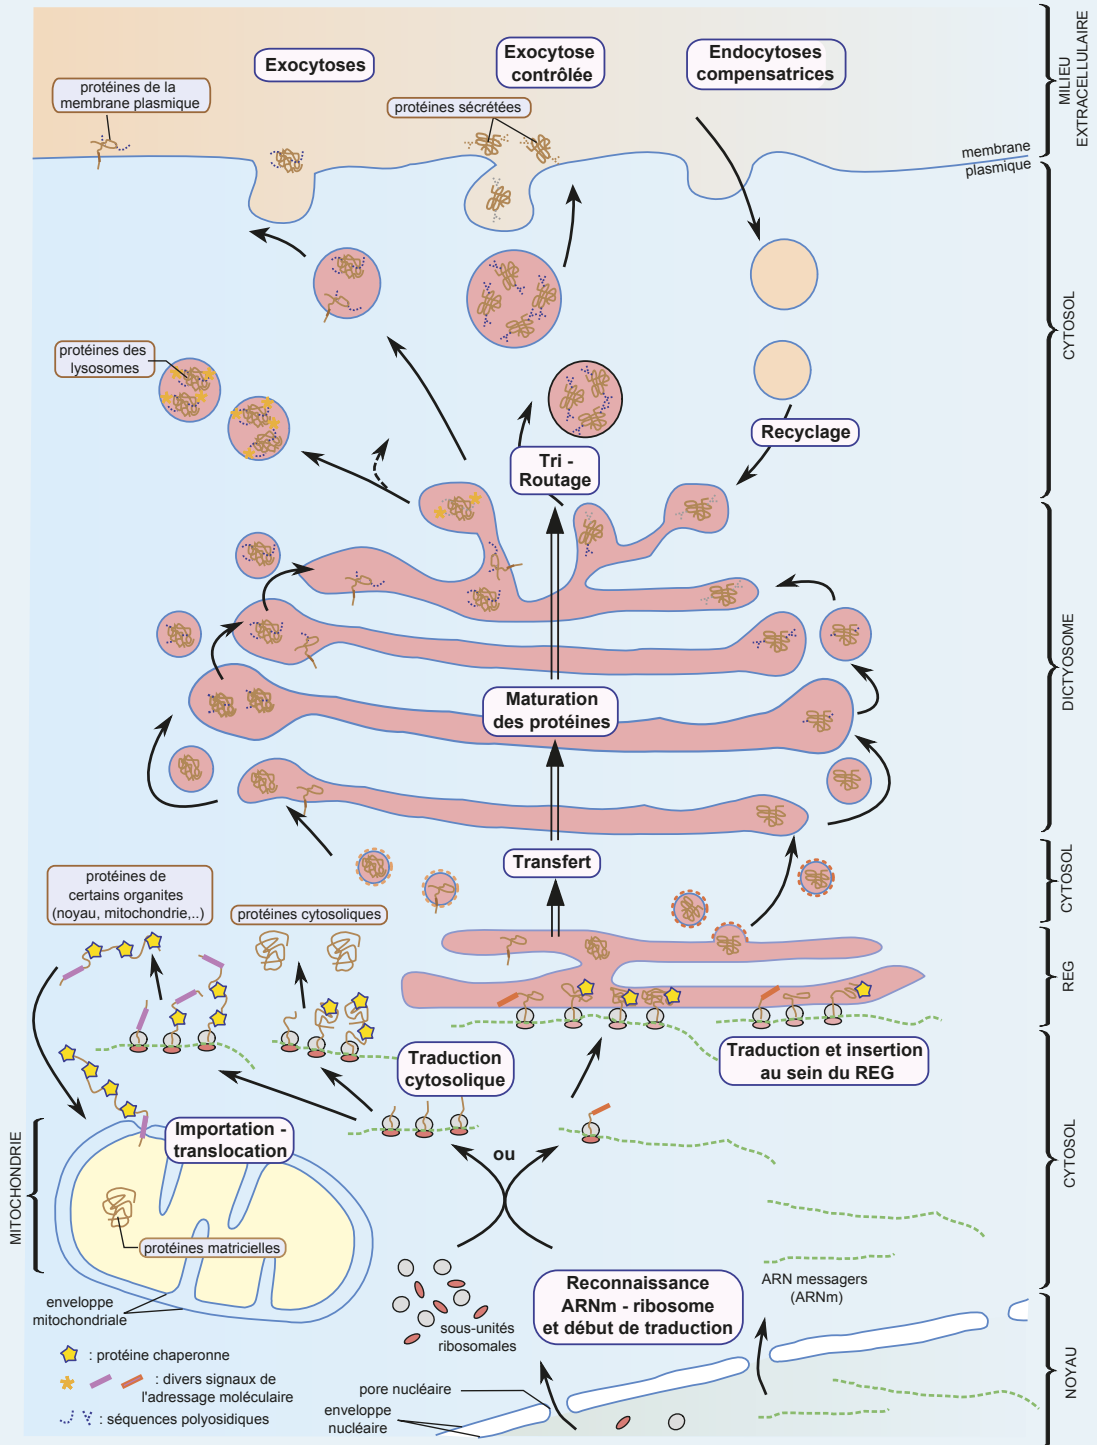 Exocytoses
Exocytose
contrôlée
Endocytoses
compensatrices
MILIEU
EXTRACELLULAIRE
protéines de la
membrane plasmique
protéines sécrétées
membrane
plasmique
CYTOSOL
protéines des
lysosomes
Recyclage
Tri -
Routage
DICTYOSOME
Maturation
des protéines
Transfert
CYTOSOL
protéines de
certains organites
(noyau, mitochondrie,..)
protéines cytosoliques
REG
Traduction
cytosolique
Traduction et insertion
au sein du REG
Importation -
translocation
ou
CYTOSOL
MITOCHONDRIE
protéines matricielles
enveloppe
mitochondriale
Reconnaissance
ARNm - ribosome
et début de traduction
ARN messagers
(ARNm)
sous-unités
ribosomales
NOYAU
: protéine chaperonne
: divers signaux de
l'adressage moléculaire
: séquences polyosidiques
pore nucléaire
enveloppe
nucléaire